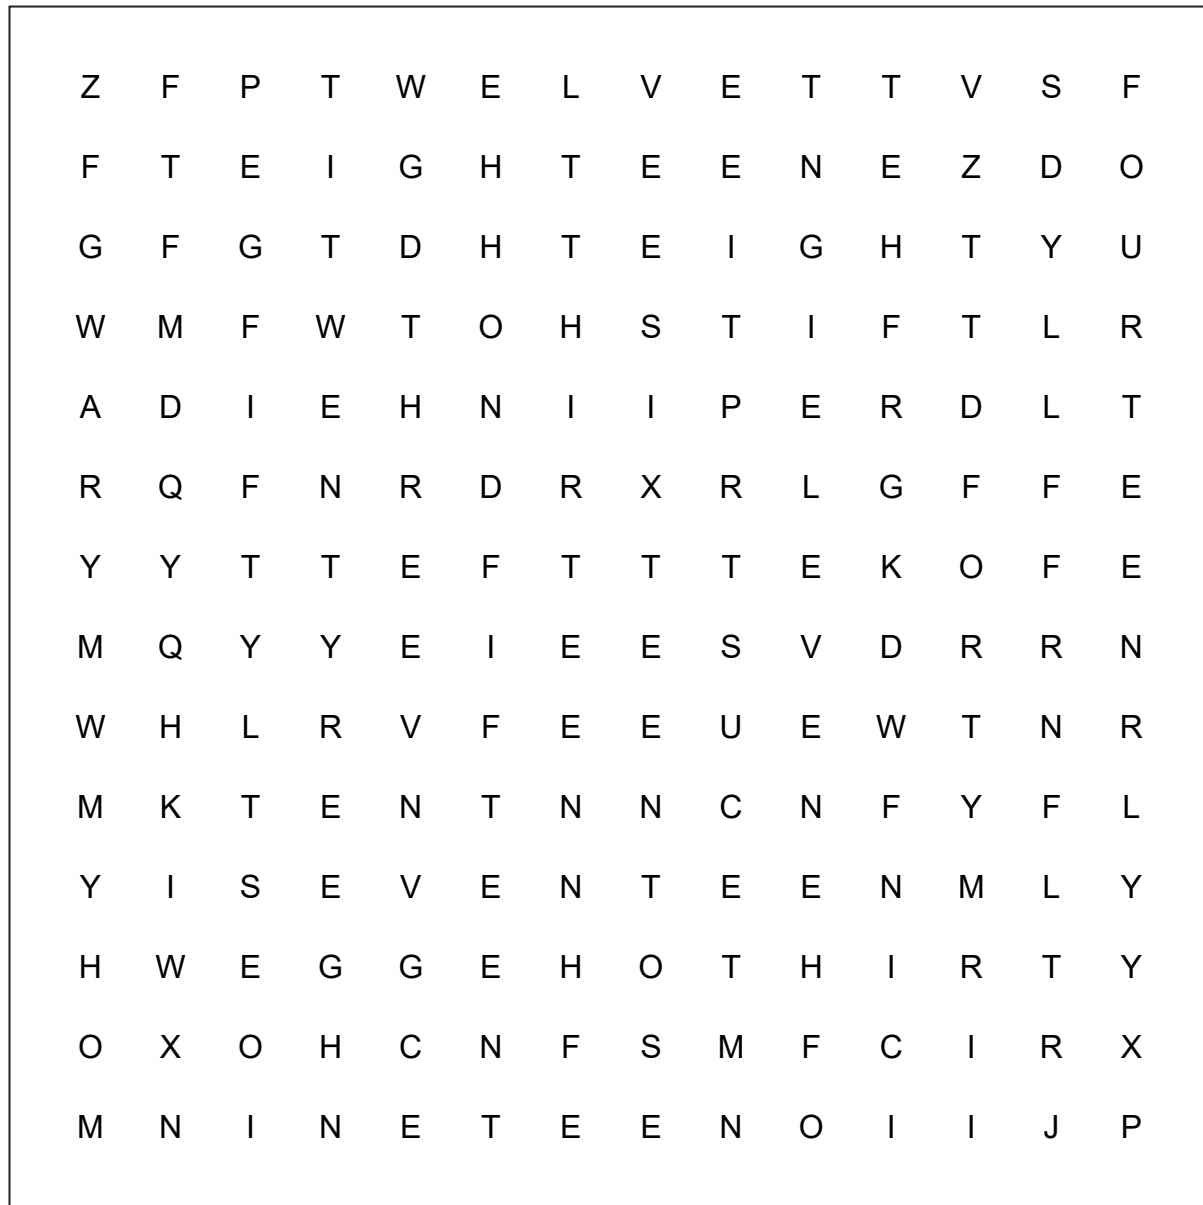 Z F P T W E L V E T T V S F
F T E I G H T E E N E Z D O
G F G T D H T E I G H T Y U
W M F W T O H S T I F T L R
A D I E H N I I P E R D L T
R Q F N R D R X R L G F F E
Y Y T T E F T T T E K O F E
M Q Y Y E I E E S V D R R N
W H L R V F E E U E W T N R
M K T E N T N N C N F Y F L
Y I S E V E N T E E N M L Y
H W E G G E H O T H I R T Y
O X O H C N F S M F C I R X
M N I N E T E E N O I I J P